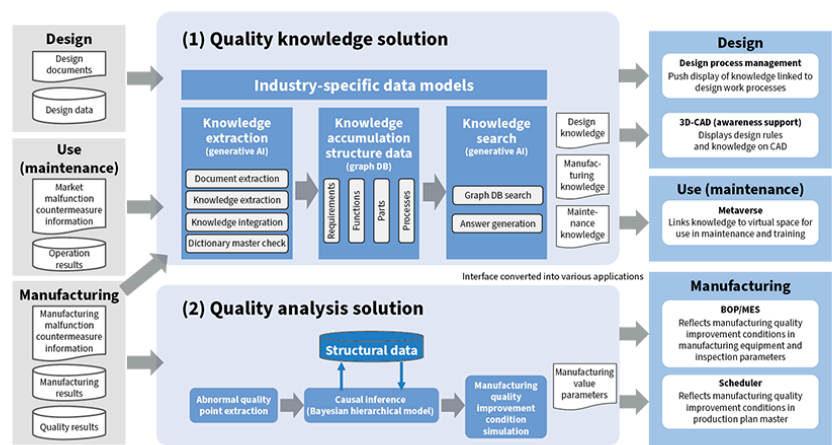 Design
Design
documents
Design data
Use
(maintenance)
Market
malfunction
countermeasure
information
Operation
results
Manufacturing
Manufacturing
malfunction
countermeasure
information
Manufacturing
results
Quality results
(1) Quality knowledge solution
Industry-specific data models
Knowledge
extraction
(generative AI)
Document extraction
Knowledge extraction
Knowledge integration
Dictionary master check
Knowledge
accumulation
structure data
(graph DB)
Requirements
Functions
Parts
Processes
Knowledge
search
(generative AI)
Graph DB search
Answer generation
Design
knowledge
Manufac-
turing
knowledge
Mainte-
nance
knowledge
Interface converted into various applications
(2) Quality analysis solution
Structural data
Abnormal quality
point extraction
Causal inference
(Bayesian hierarchical model)
Manufacturing
quality
improvement
condition
simulation
Manufacturing
value
parameters
Design
Design process management
Push display of knowledge linked to
design work processes
3D-CAD (awareness support)
Displays design rules
and knowledge on CAD
Use (maintenance)
Metaverse
Links knowledge to virtual space for
use in maintenance and training
Manufacturing
BOP/MES
Reflects manufacturing quality
improvement conditions in
manufacturing equipment and
inspection parameters
Scheduler
Reflects manufacturing quality
improvement conditions in
production plan master